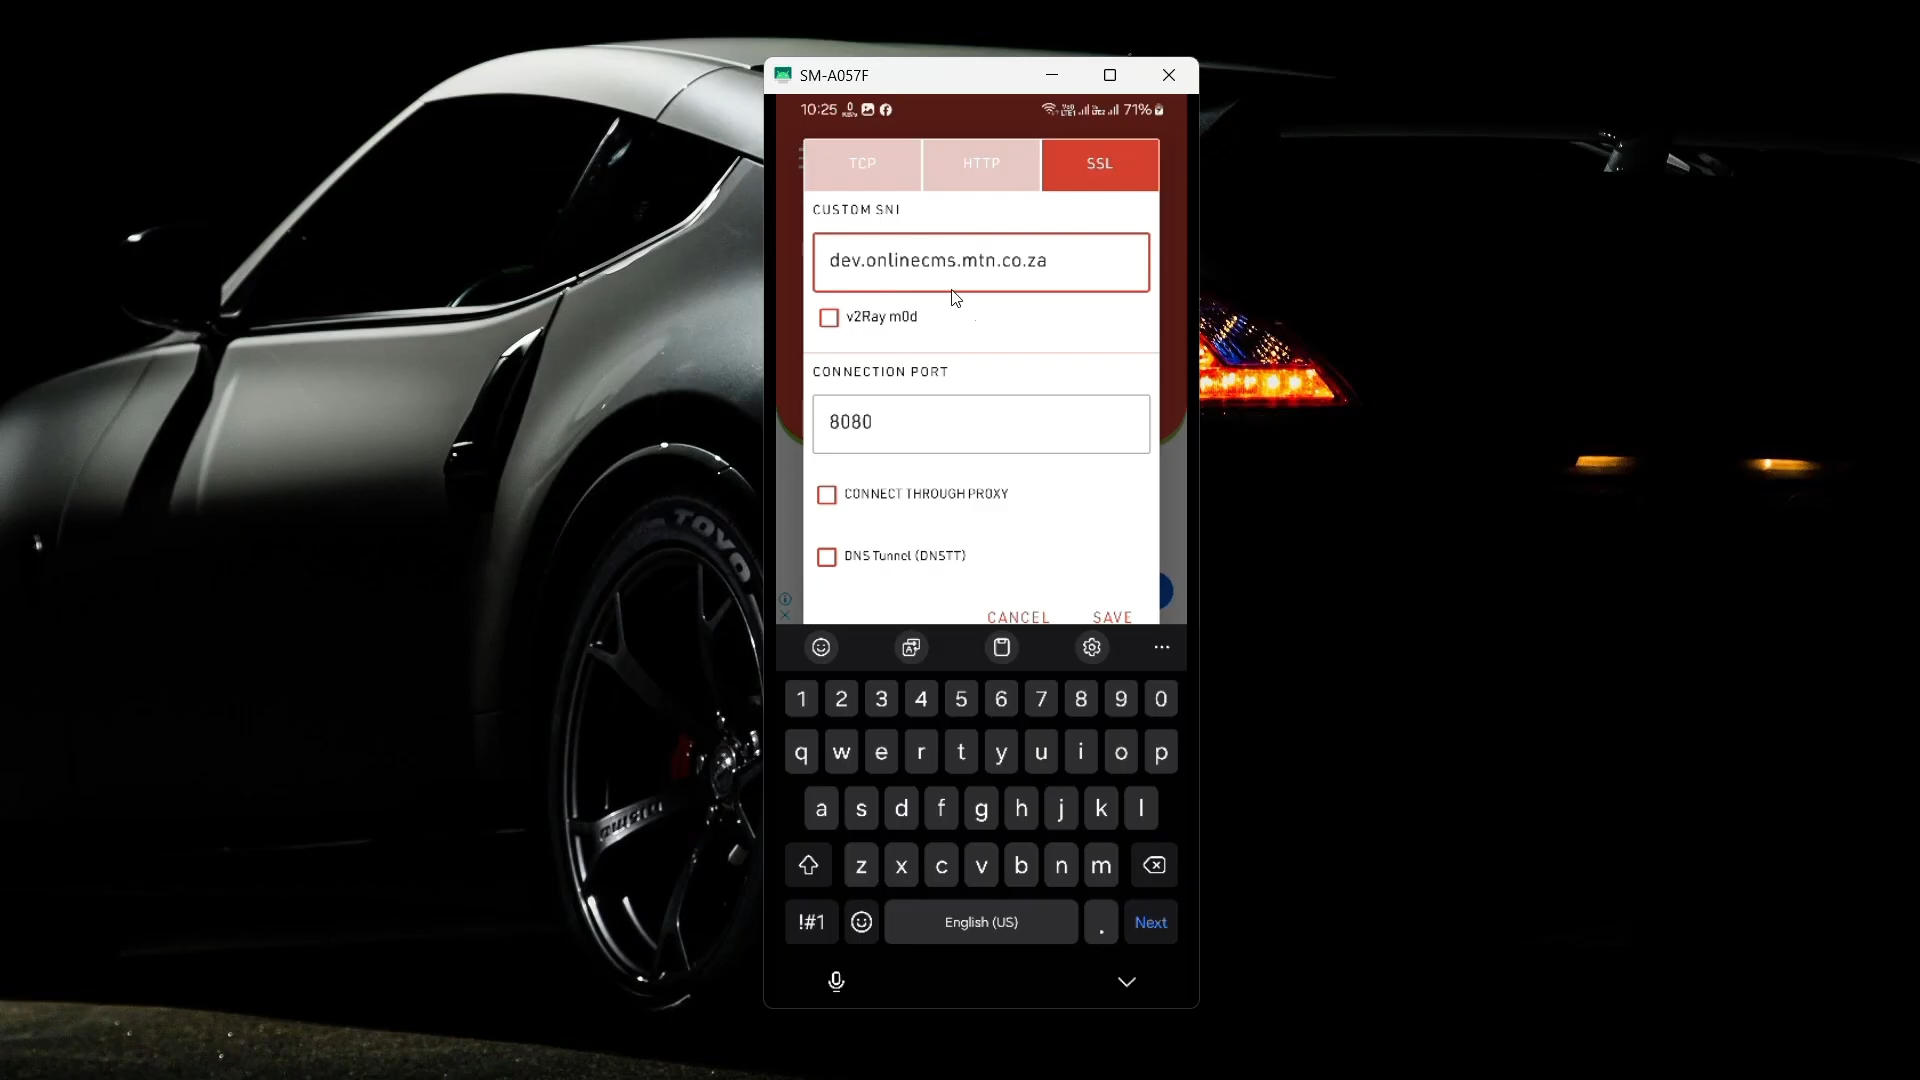 SM-A057F
10:25 71%
TCP HTTP SSL
CUSTOM SNI
dev.onlinecms.mtn.co.za
v2Ray m0d
CONNECTION PORT
8080
CONNECT THROUGH PROXY
DNS Tunnel (DNSTT)
CANCEL SAVE
1 2 3 4 5 6 7 8 9 0
q w e r t y u i o p
a s d f g h j k l
z x c v b n m
!#1 English (US) . Next
TOYO